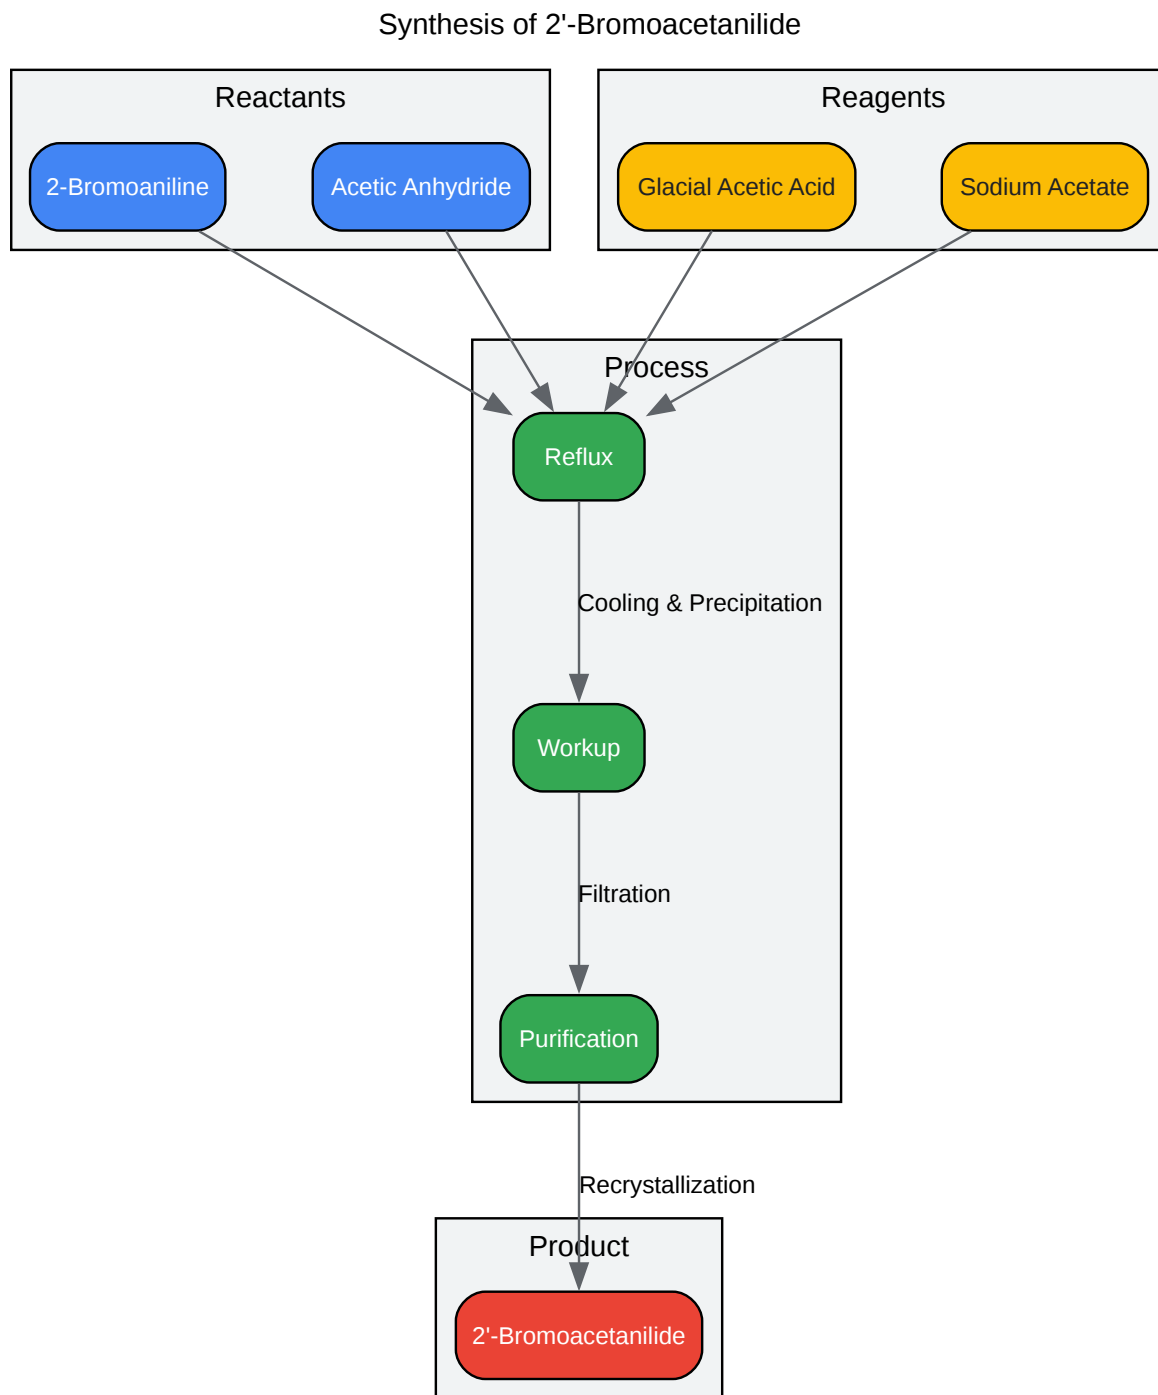 Synthesis of 2'-Bromoacetanilide
Reactants
Reagents
2-Bromoaniline
Acetic Anhydride
Glacial Acetic Acid
Sodium Acetate
Process
Reflux
Cooling & Precipitation
Workup
Filtration
Purification
Recrystallization
Product
2'-Bromoacetanilide